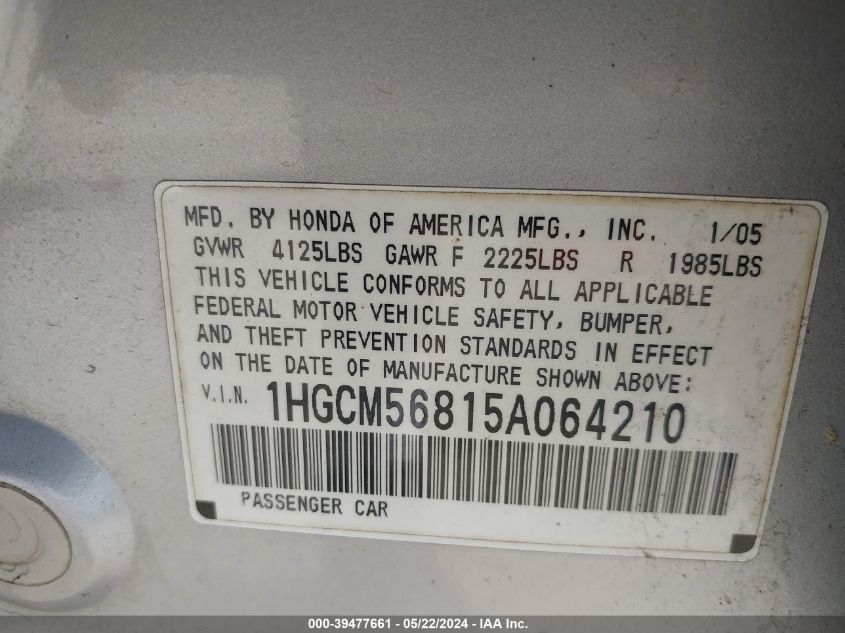 MFD. BY HONDA OF AMERICA MFG., INC. 1/05
GVWR 4125LBS GAWR F 2225LBS R 1985LBS
THIS VEHICLE CONFORMS TO ALL APPLICABLE
FEDERAL MOTOR VEHICLE SAFETY, BUMPER,
AND THEFT PREVENTION STANDARDS IN EFFECT
ON THE DATE OF MANUFACTURE SHOWN ABOVE:
V.I.N. 1HGCM56815A064210
PASSENGER CAR
000-39477661 - 05/22/2024 - IAA Inc.